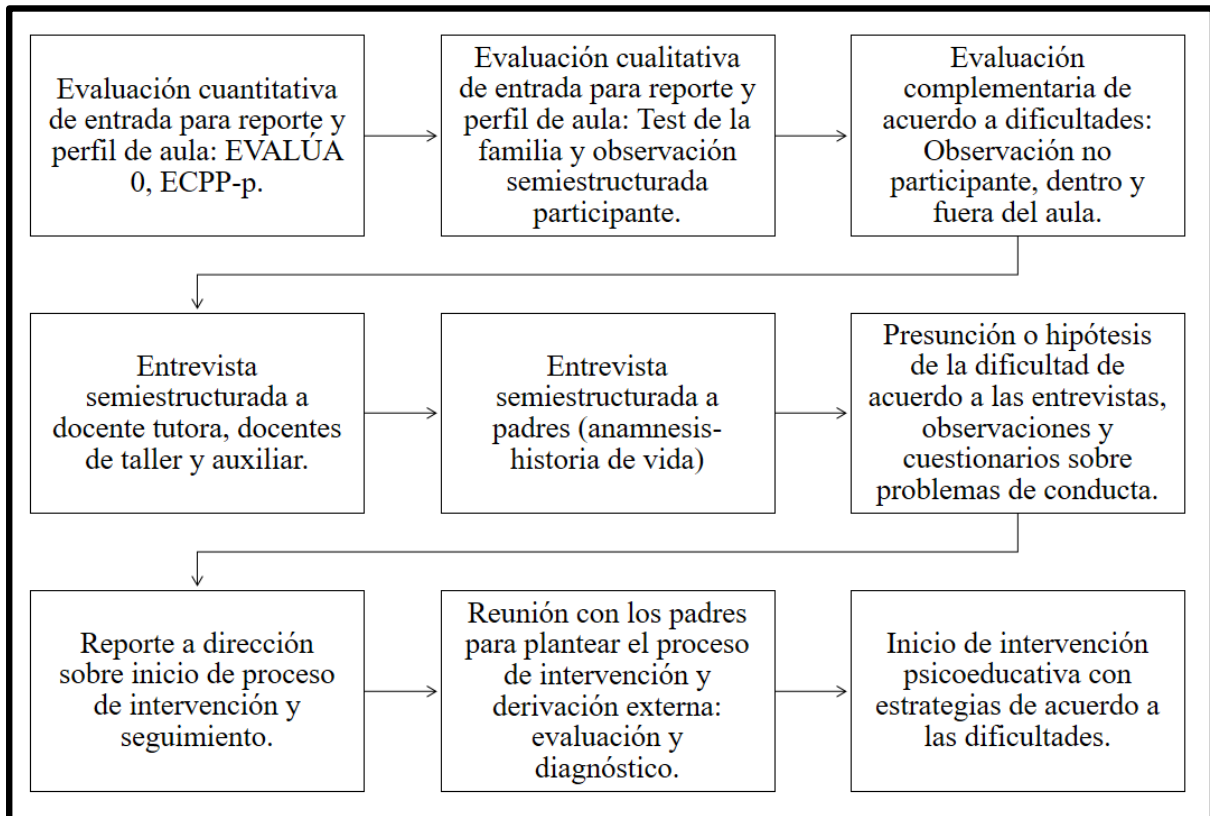 Evaluación cuantitativa
de entrada para reporte y
perfil de aula: EVALÚA
0, ECPP-p.
Evaluación cualitativa
de entrada para reporte y
perfil de aula: Test de la
familia y observación
semiestructurada
participante.
Evaluación
complementaria de
acuerdo a dificultades:
Observación no
participante, dentro y
fuera del aula.
Entrevista
semiestructurada a
docente tutora, docentes
de taller y auxiliar.
Entrevista
semiestructurada a
padres (anamnesis-
historia de vida)
Presunción o hipótesis
de la dificultad de
acuerdo a las entrevistas,
observaciones y
cuestionarios sobre
problemas de conducta.
Reporte a dirección
sobre inicio de proceso
de intervención y
seguimiento.
Reunión con los padres
para plantear el proceso
de intervención y
derivación externa:
evaluación y
diagnóstico.
Inicio de intervención
psicoeducativa con
estrategias de acuerdo a
las dificultades.